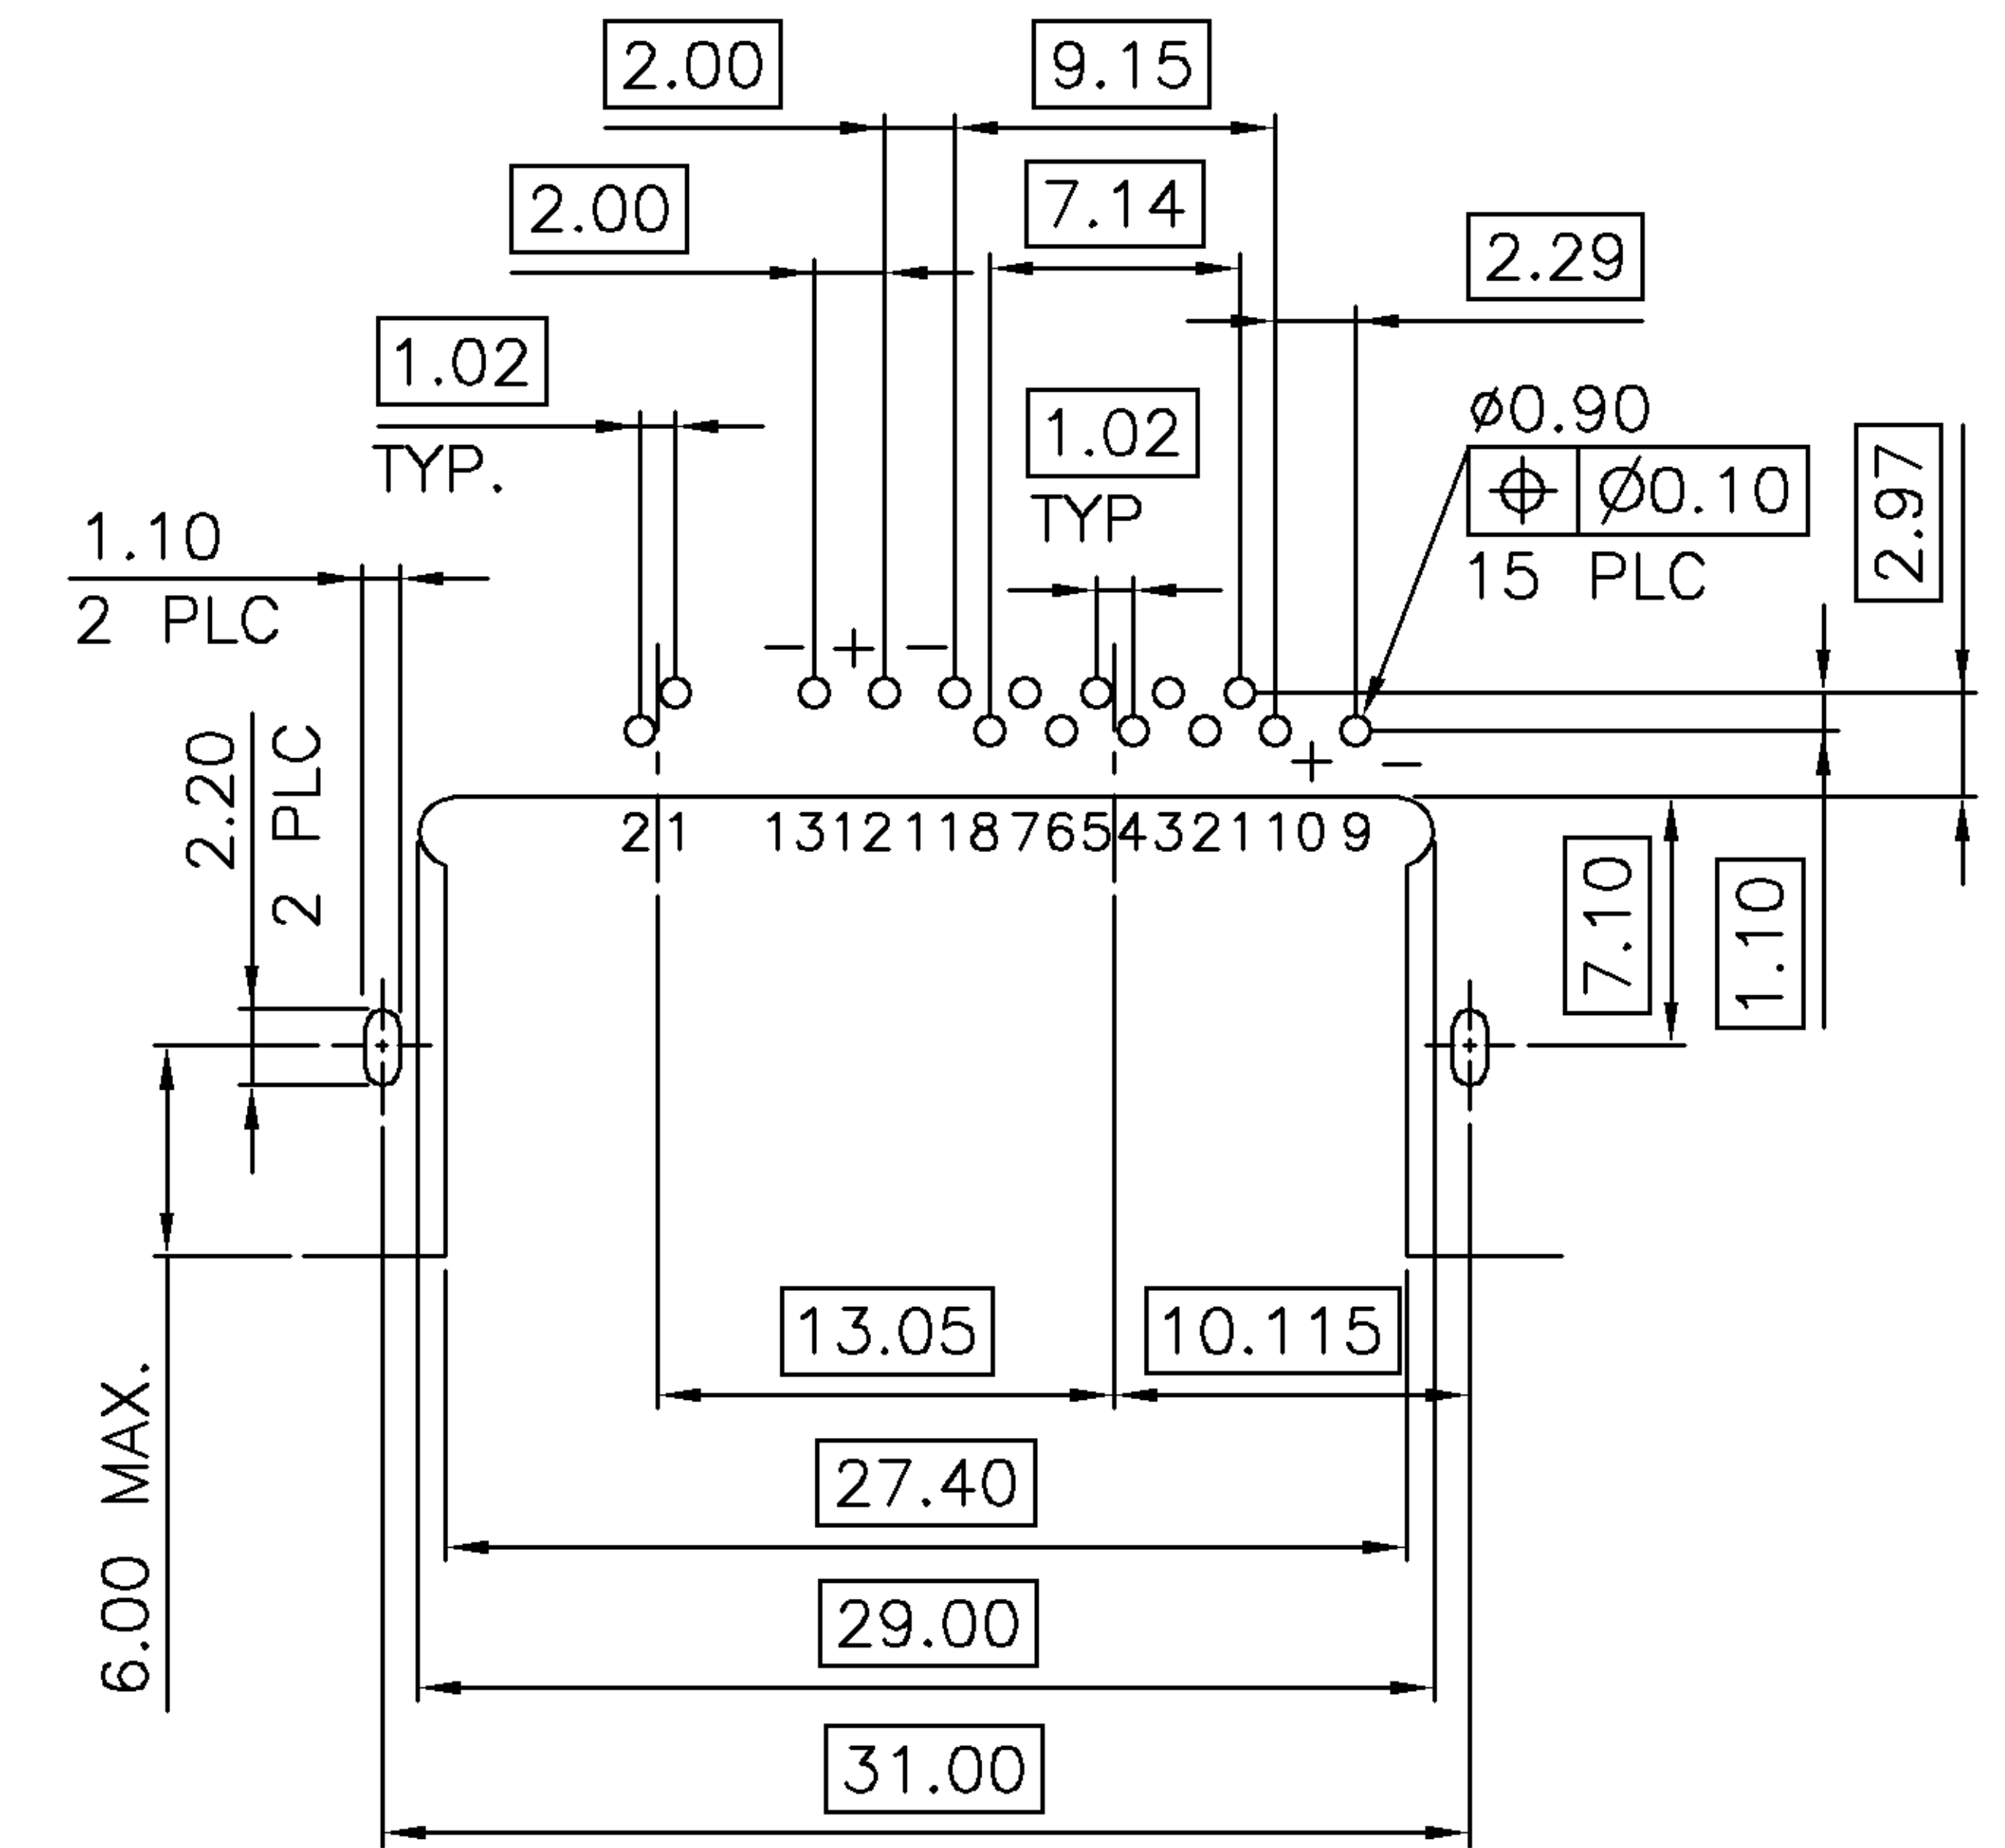 2.00
9.15
2.00
7.14
2.29
1.02
TYP.
1.02
TYP
⌀0.90
⌖ ⌀0.10
15 PLC
2.97
1.10
2 PLC
− + −
2.20
2 PLC
+ −
2 1 13 12 11 8 7 6 5 4 3 2 1 10 9
7.10
1.10
13.05
10.115
6.00 MAX.
27.40
29.00
31.00